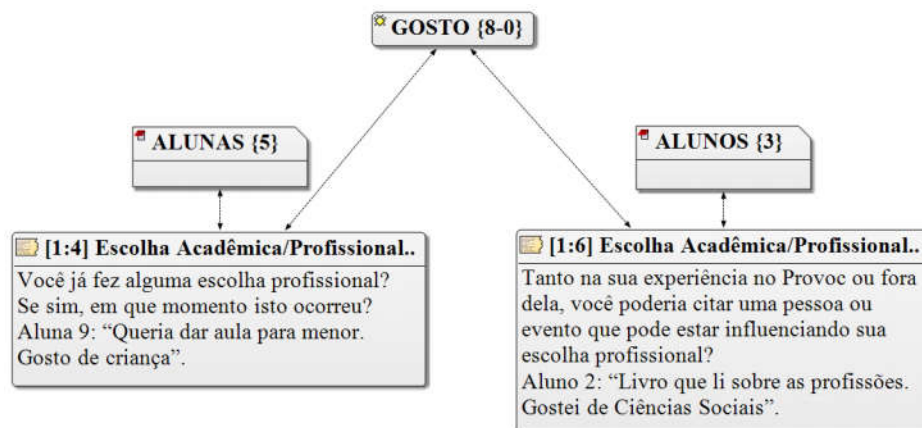 GOSTO {8-0}
ALUNAS {5}
ALUNOS {3}
[1:4] Escolha Acadêmica/Profissional..
Você já fez alguma escolha profissional?
Se sim, em que momento isto ocorreu?
Aluna 9: “Queria dar aula para menor.
Gosto de criança”.
[1:6] Escolha Acadêmica/Profissional..
Tanto na sua experiência no Provoc ou fora
dela, você poderia citar uma pessoa ou
evento que pode estar influenciando sua
escolha profissional?
Aluno 2: “Livro que li sobre as profissões.
Gostei de Ciências Sociais”.